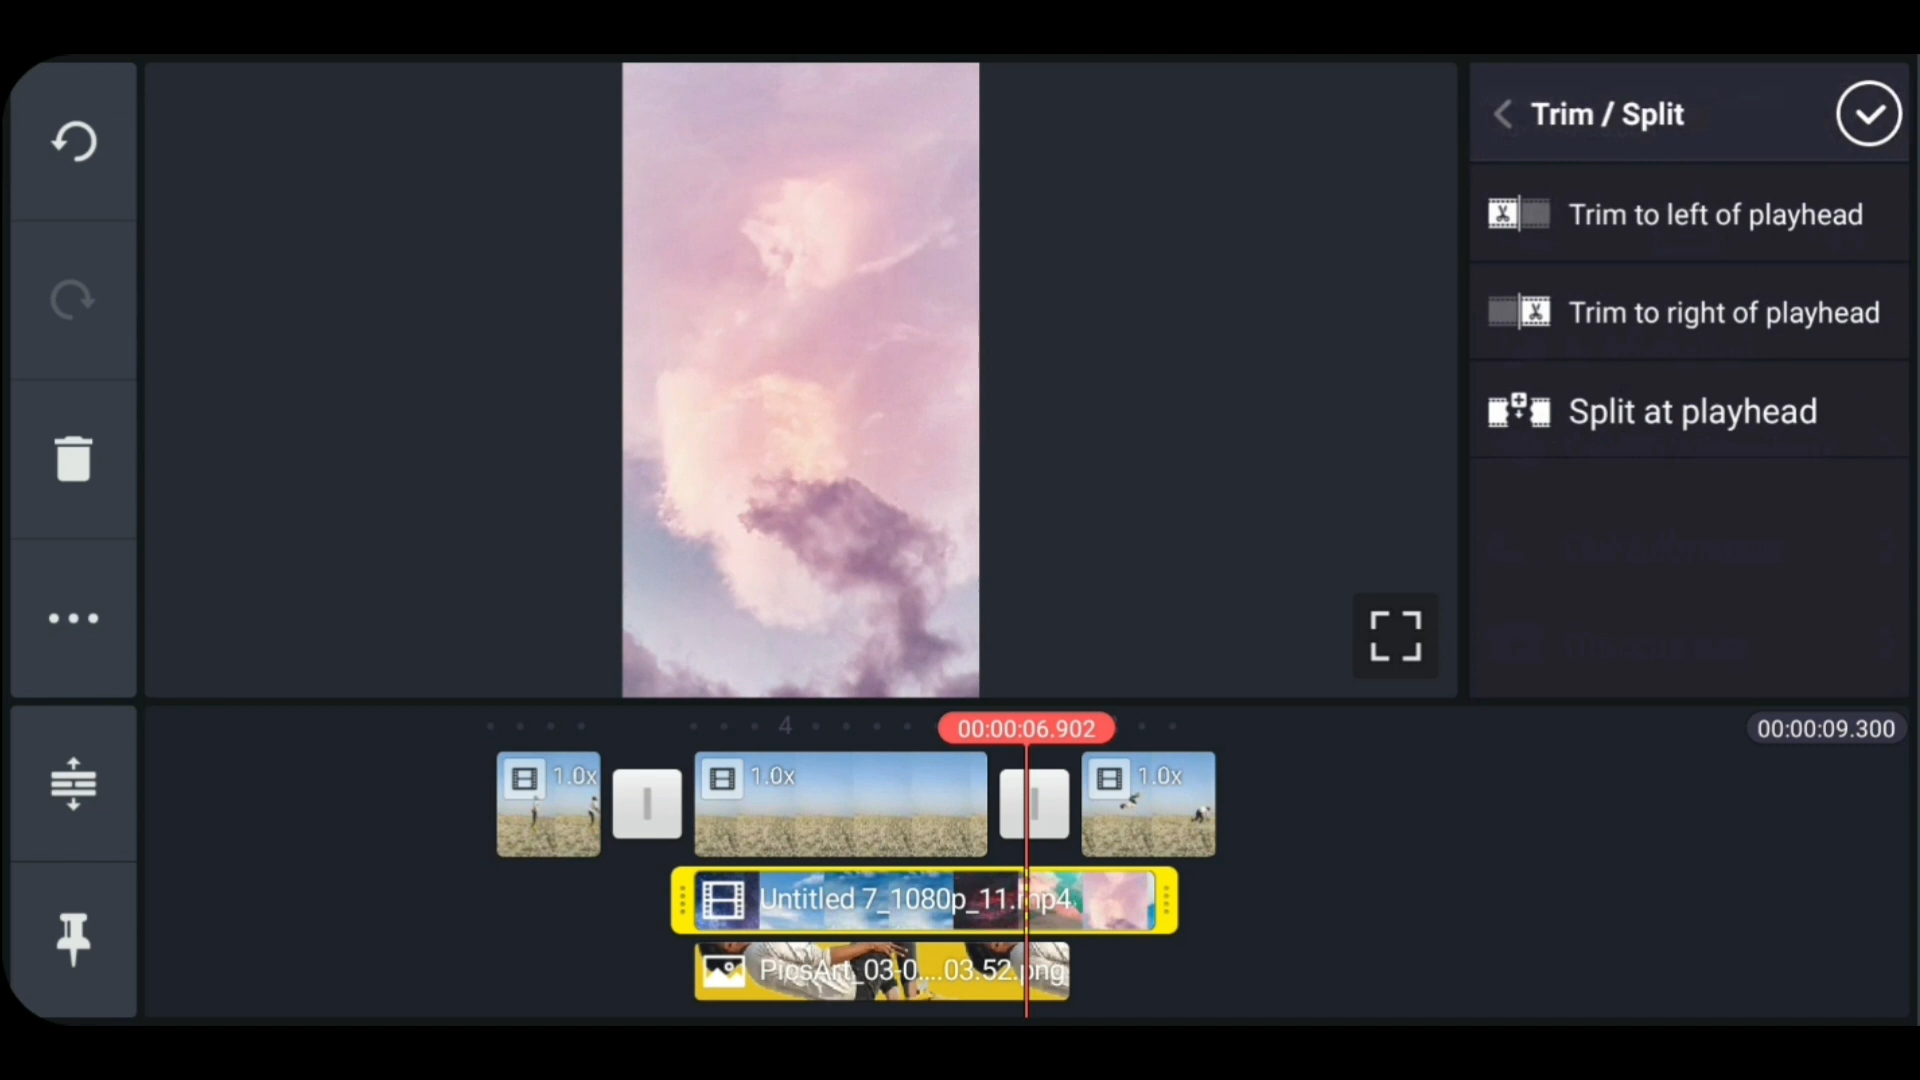 Trim / Split
Trim to left of playhead
Trim to right of playhead
Split at playhead
4
00:00:06.902
00:00:09.300
1.0x
1.0x
1.0x
Untitled 7_1080p_11.mp4
PicsArt_03-0....03.52.png